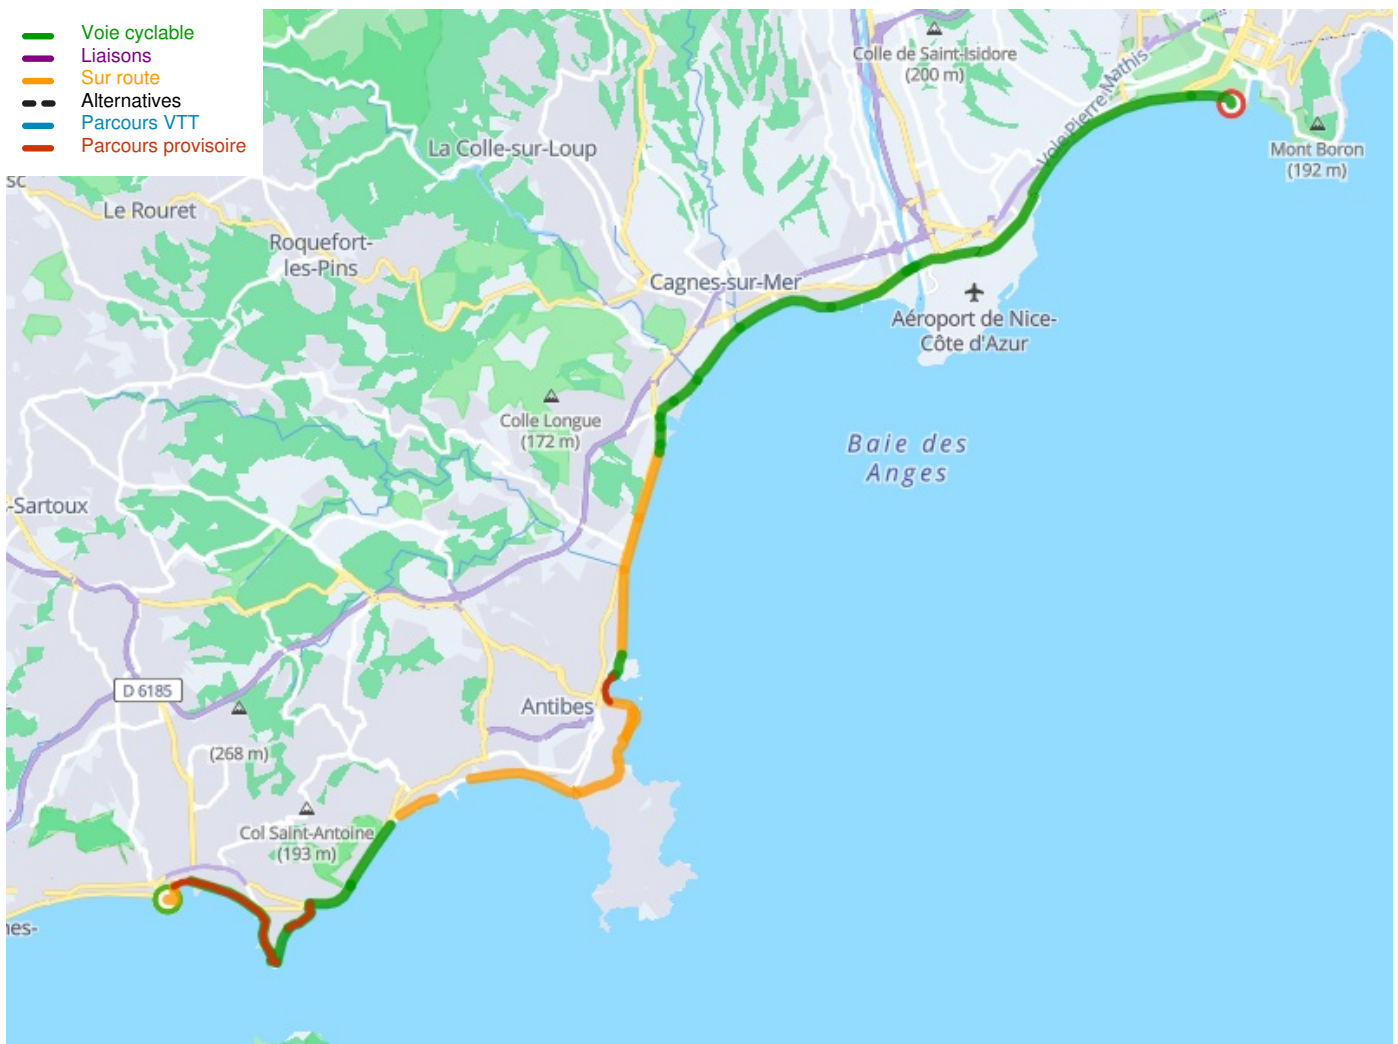 Voie cyclable
Liaisons
Sur route
Alternatives
Parcours VTT
Parcours provisoire
Colle de Saint-Isidore
(200 m)
Voie Pierre Mathis
Mont Boron
(192 m)
La Colle-sur-Loup
sc
Le Rouret
Roquefort-
les-Pins
Cagnes-sur-Mer
Aéroport de Nice-
Côte d'Azur
Colle Longue
(172 m)
Baie des
Anges
-Sartoux
D 6185
Antibes
(268 m)
Col Saint-Antoine
(193 m)
nes-